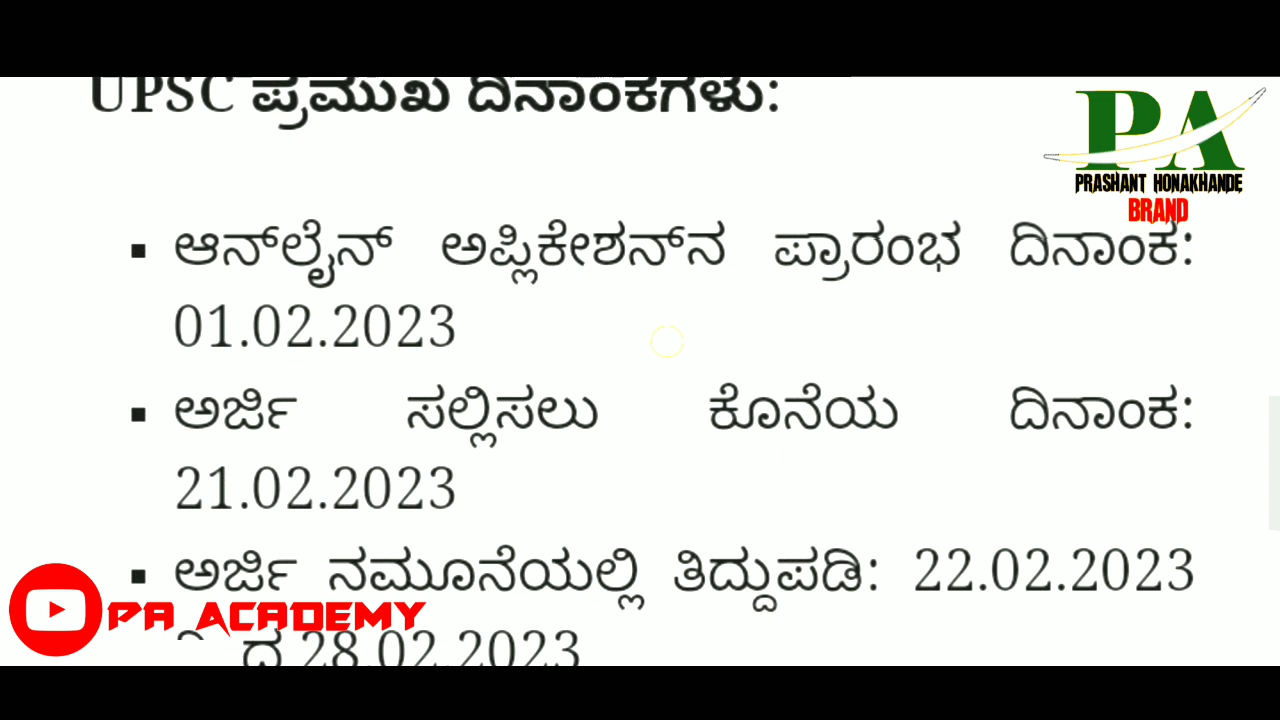 UPSC ಪ್ರಮುಖ ದಿನಾಂಕಗಳು:
PA
PRASHANT HONAKHANDE
BRAND
▪ ಆನ್‌ಲೈನ್ ಅಪ್ಲಿಕೇಶನ್‌ನ ಪ್ರಾರಂಭ ದಿನಾಂಕ:
01.02.2023
▪ ಅರ್ಜಿ ಸಲ್ಲಿಸಲು ಕೊನೆಯ ದಿನಾಂಕ:
21.02.2023
▪ ಅರ್ಜಿ ನಮೂನೆಯಲ್ಲಿ ತಿದ್ದುಪಡಿ: 22.02.2023
28.02.2023
PA ACADEMY